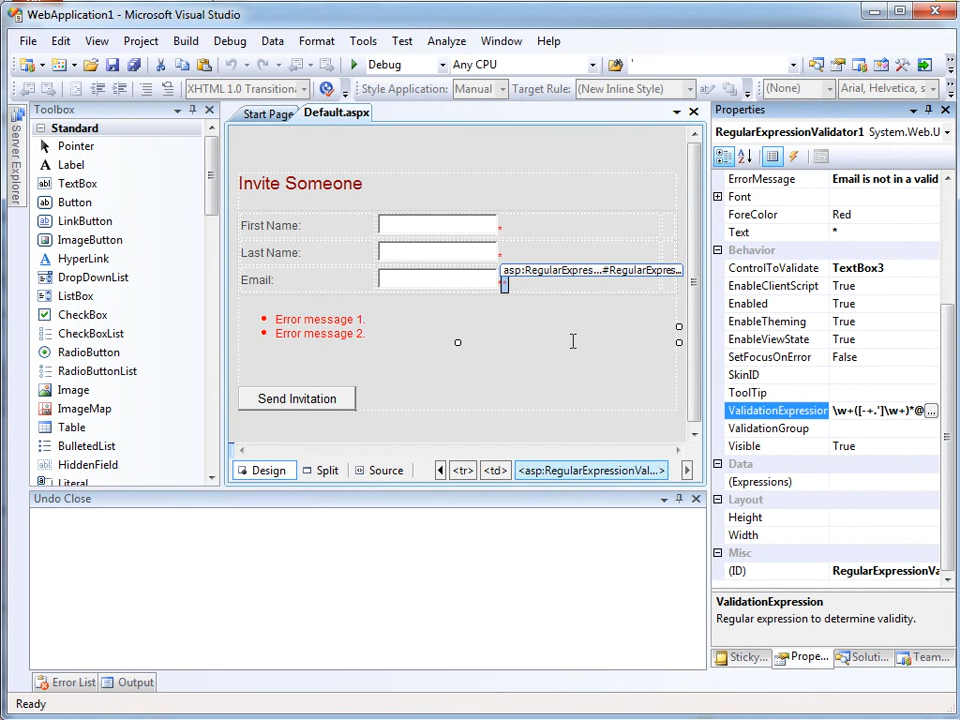 WebApplication1 - Microsoft Visual Studio
File Edit View Project Build Debug Data Format Tools Test Analyze Window Help
Debug Any CPU '
XHTML 1.0 Transition Style Application: Manual Target Rule: (New Inline Style) (None) Arial, Helvetica, s
Server Explorer
Toolbox
Standard
Pointer
Label
TextBox
Button
LinkButton
ImageButton
HyperLink
DropDownList
ListBox
CheckBox
CheckBoxList
RadioButton
RadioButtonList
Image
ImageMap
Table
BulletedList
HiddenField
Literal
Start Page Default.aspx
Invite Someone
First Name: *
Last Name: *
asp:RegularExpres...#RegularExpres...
Email: **
• Error message 1.
• Error message 2.
Send Invitation
Design Split Source <tr> <td> <asp:RegularExpressionVal...>
Undo Close
Properties
RegularExpressionValidator1 System.Web.U
ErrorMessage Email is not in a valid
Font
ForeColor Red
Text *
Behavior
ControlToValidate TextBox3
EnableClientScript True
Enabled True
EnableTheming True
EnableViewState True
SetFocusOnError False
SkinID
ToolTip
ValidationExpression \w+([-+.']\w+)*@ ...
ValidationGroup
Visible True
Data
(Expressions)
Layout
Height
Width
Misc
(ID) RegularExpressionVa
ValidationExpression
Regular expression to determine validity.
Sticky... Prope... Soluti... Team...
Error List Output
Ready